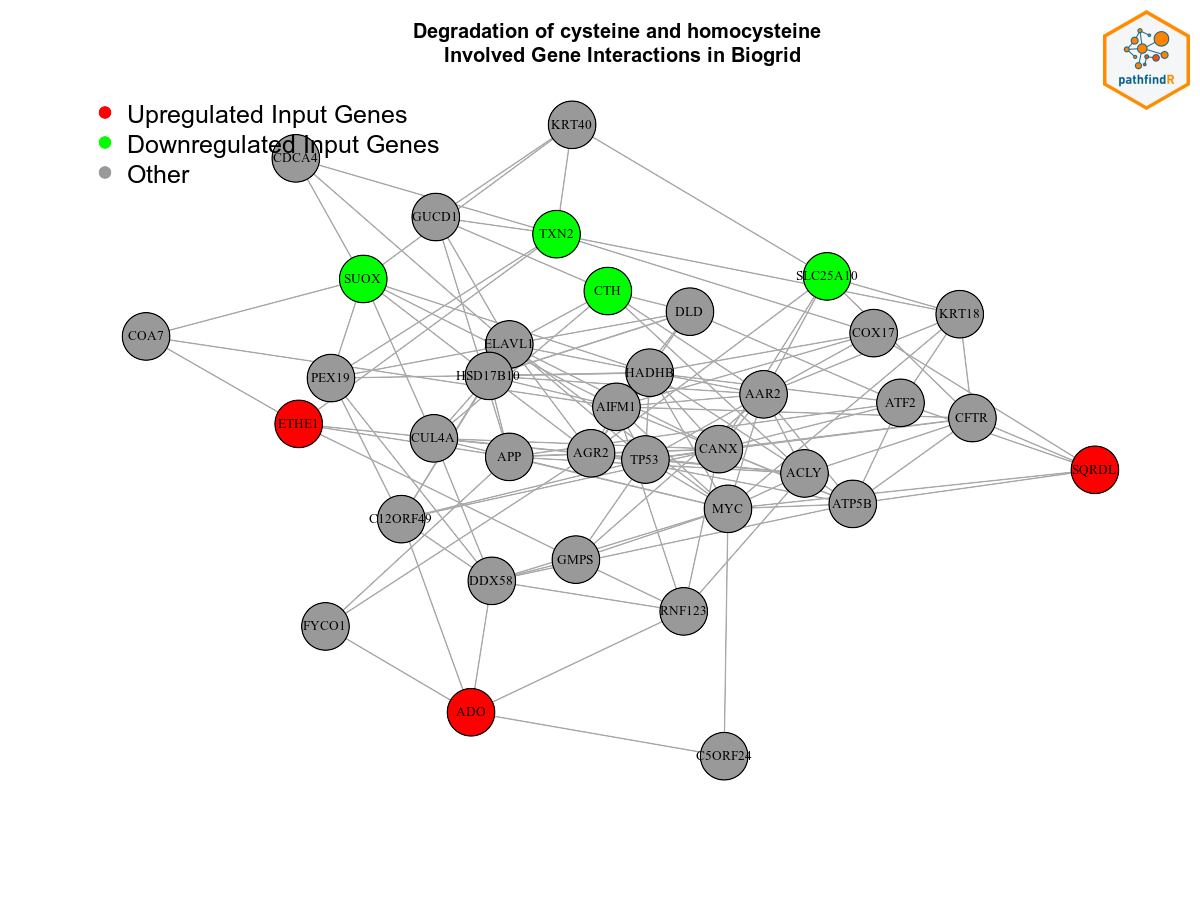 Degradation of cysteine and homocysteine
Involved Gene Interactions in Biogrid
pathfindR
Upregulated Input Genes
Downregulated Input Genes
Other
KRT40
CDCA4
GUCD1
TXN2
SUOX
CTH
SLC25A10
DLD
KRT18
COA7
COX17
ELAVL1
HSD17B10
PEX19
HADHB
AAR2
AIFM1
ATF2
CFTR
ETHE1
CUL4A
APP
AGR2
TP53
CANX
ACLY
SQRDL
ATP5B
MYC
C12ORF49
GMPS
DDX58
RNF123
FYCO1
ADO
C5ORF24